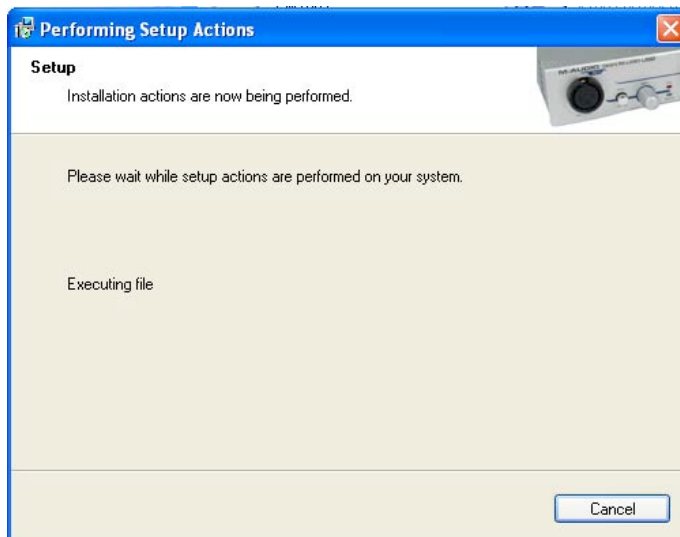 Performing Setup Actions
Setup
M-AUDIO
Installation actions are now being performed.
Please wait while setup actions are performed on your system.
Executing file
Cancel